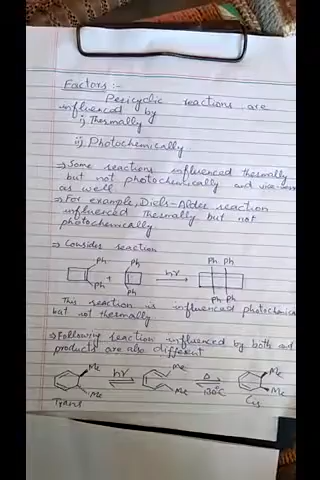 Factors :-
Pericyclic reactions are
influenced by
i) Thermally
ii) Photochemically
⇒ Some reactions influenced thermally
but not photochemically and vice-versa
as well
⇒ For example, Diels-Alder reaction
influenced thermally but not
photochemically
⇒ Consider reaction
Ph Ph Ph Ph
+ hν
Ph Ph Ph Ph
This reaction is influenced photochemica
but not thermally
⇒ Following reaction influenced by both and
products are also different
Me hν Me Δ Me
Me Me 130°C Me
Trans Cis